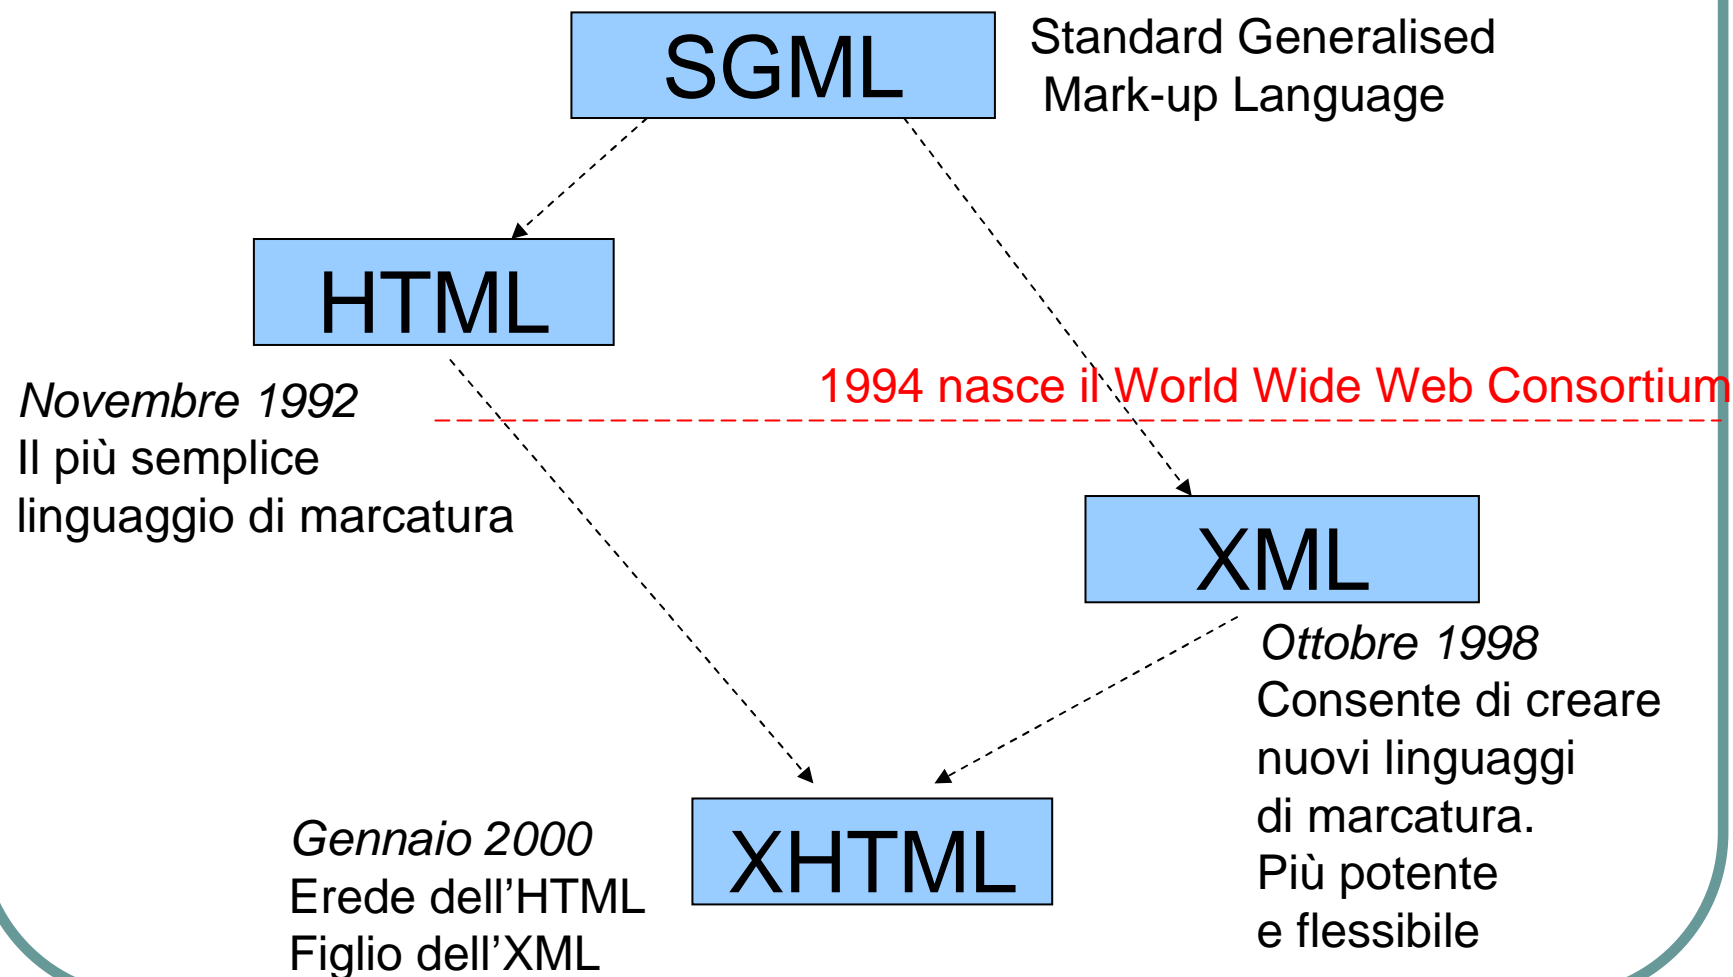 SGML
Standard Generalised
Mark-up Language
HTML
1994 nasce il World Wide Web Consortium
Novembre 1992
Il più semplice
linguaggio di marcatura
XML
Ottobre 1998
Consente di creare
nuovi linguaggi
di marcatura.
Più potente
e flessibile
XHTML
Gennaio 2000
Erede dell’HTML
Figlio dell’XML